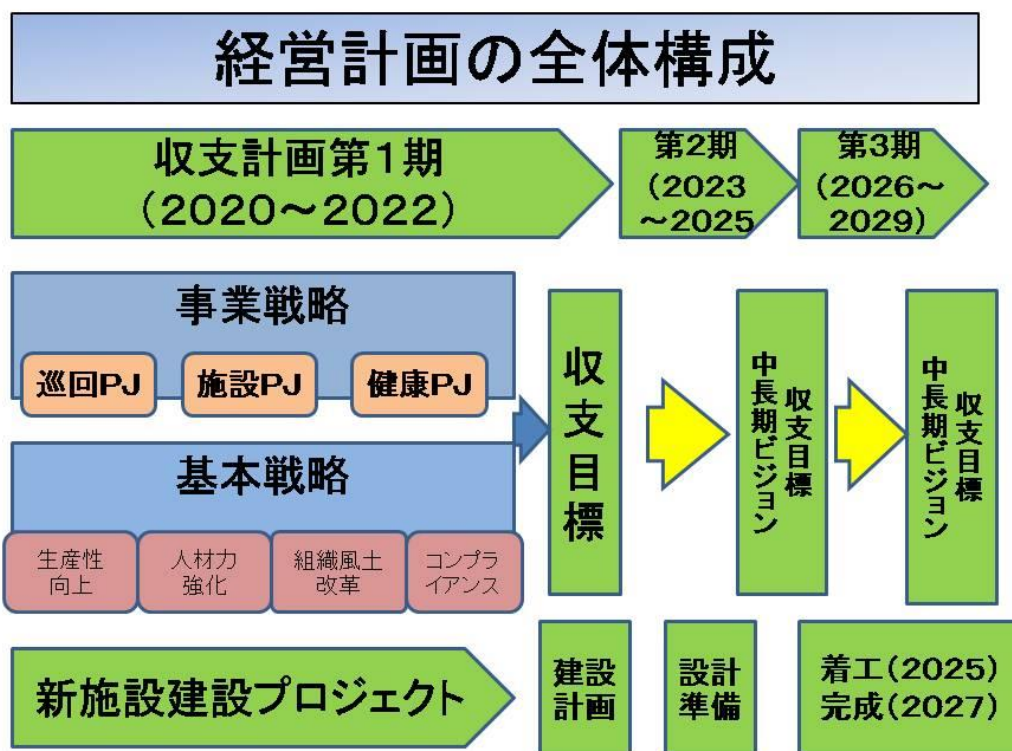 経営計画の全体構成
収支計画第1期
(2020~2022)
第2期
(2023
~2025
第3期
(2026~
2029)
事業戦略
巡回PJ
施設PJ
健康PJ
基本戦略
生産性
向上
人材力
強化
組織風土
改革
コンプラ
イアンス
収支目標
収支目標
中長期ビジョン
収支目標
中長期ビジョン
新施設建設プロジェクト
建設
計画
設計
準備
着工(2025)
完成(2027)